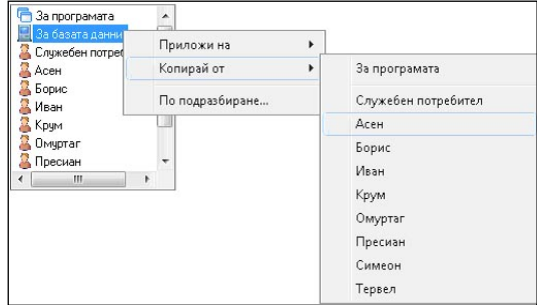 За програмата
За базата данни
Служебен потреб
Асен
Борис
Иван
Крум
Омуртаг
Пресиан
Приложи на
Копирай от
По подразбиране...
За програмата
Служебен потребител
Асен
Борис
Иван
Крум
Омуртаг
Пресиан
Симеон
Тервел